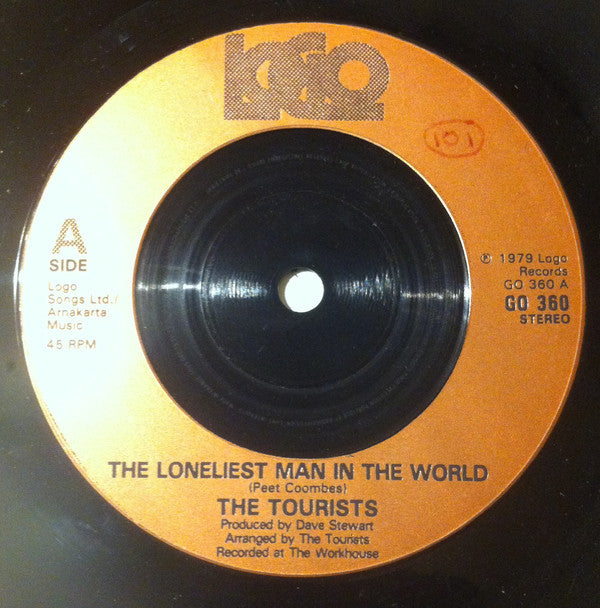 LOGO
101
A
SIDE
Logo
Songs Ltd./
Arnakarta
Music
45 RPM
℗ 1979 Logo
Records
GO 360 A
GO 360
STEREO
THE LONELIEST MAN IN THE WORLD
(Peet Coombes)
THE TOURISTS
Produced by Dave Stewart
Arranged by The Tourists
Recorded at The Workhouse